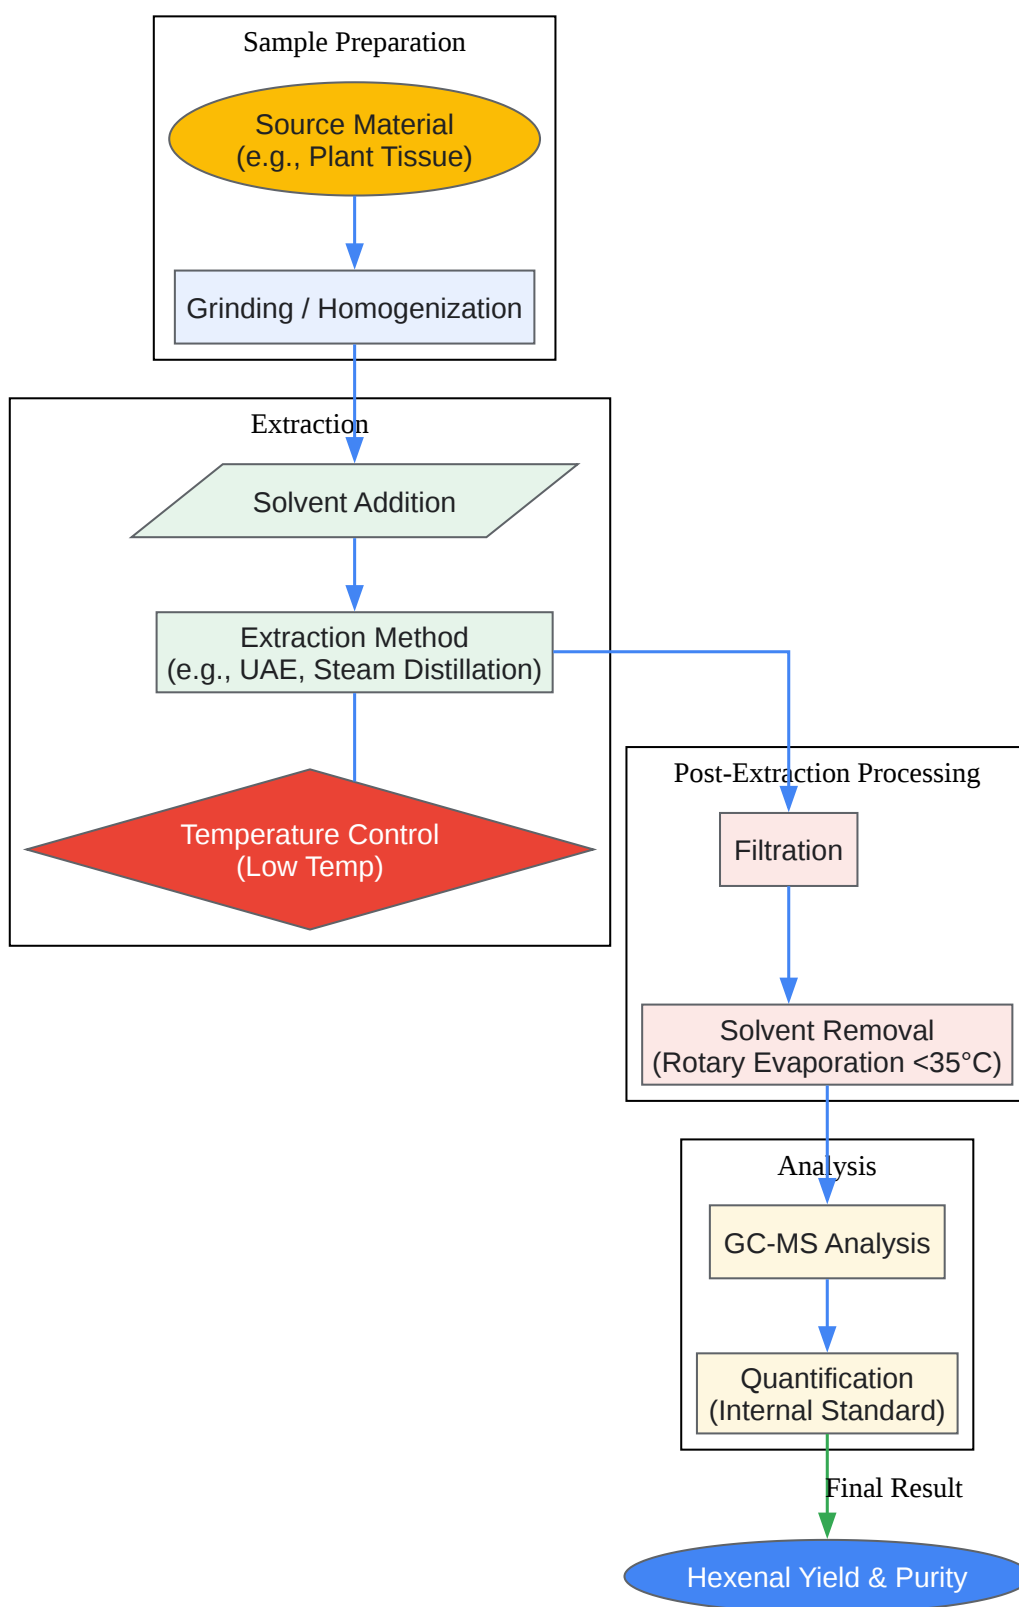 Sample Preparation
Source Material
(e.g., Plant Tissue)
Grinding / Homogenization
Extraction
Solvent Addition
Extraction Method
(e.g., UAE, Steam Distillation)
Temperature Control
(Low Temp)
Post-Extraction Processing
Filtration
Solvent Removal
(Rotary Evaporation <35°C)
Analysis
GC-MS Analysis
Quantification
(Internal Standard)
Final Result
Hexenal Yield & Purity